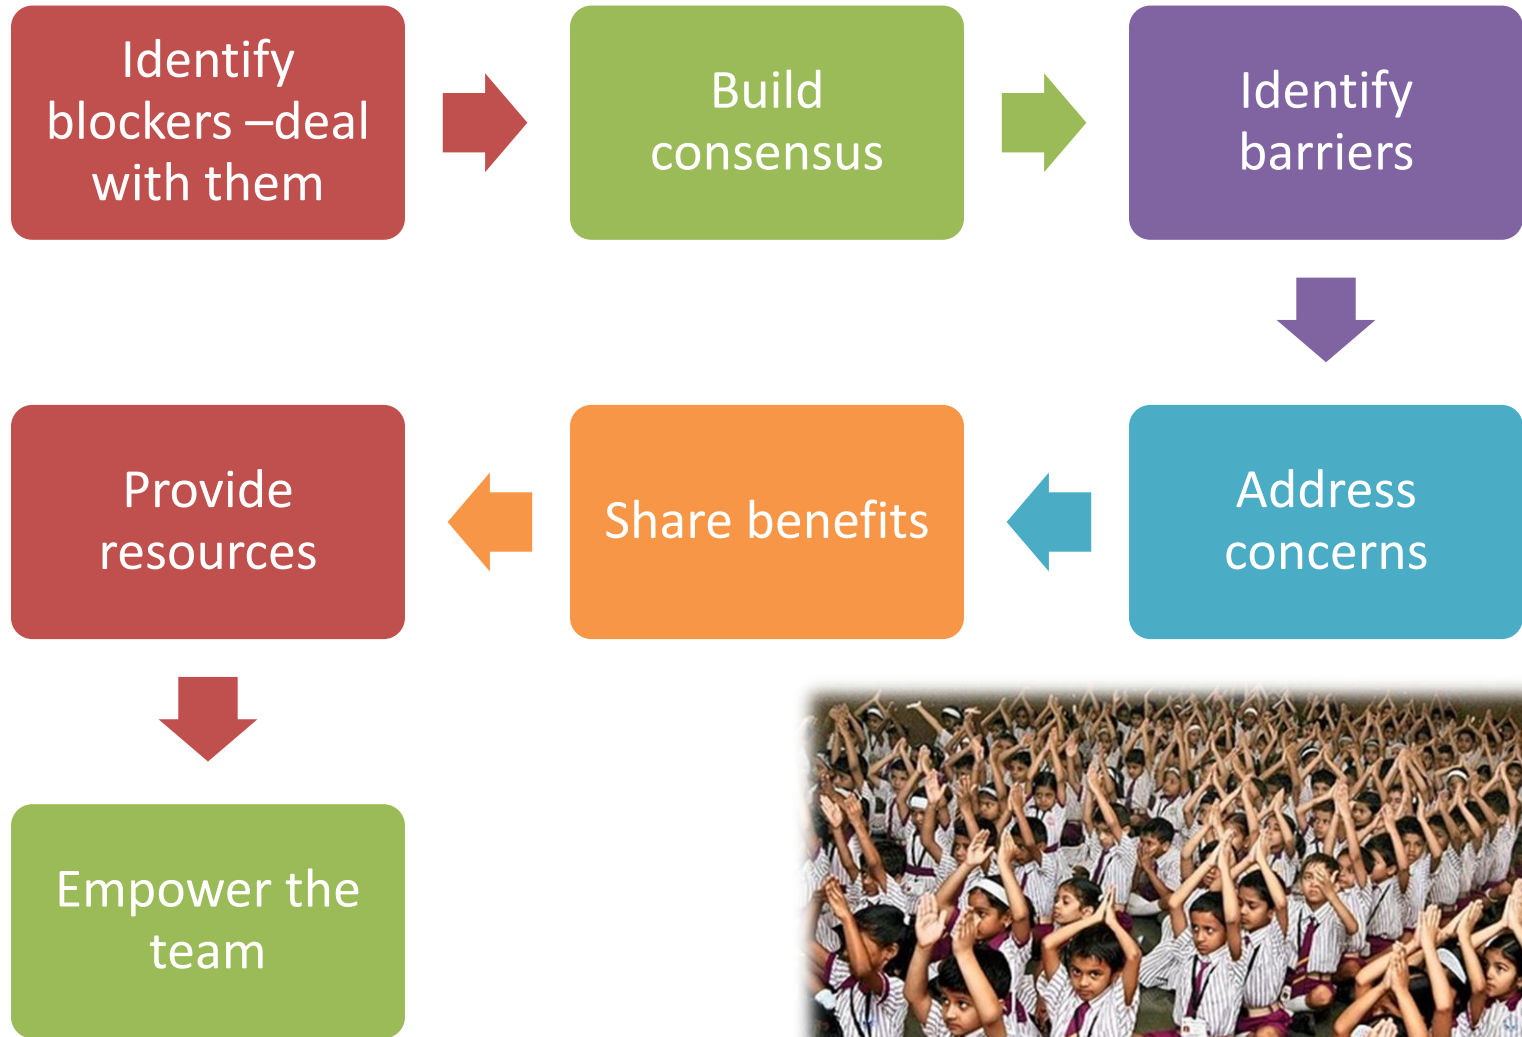 Identify
blockers –deal
with them
Build
consensus
Identify
barriers
Address
concerns
Share benefits
Provide
resources
Empower the
team